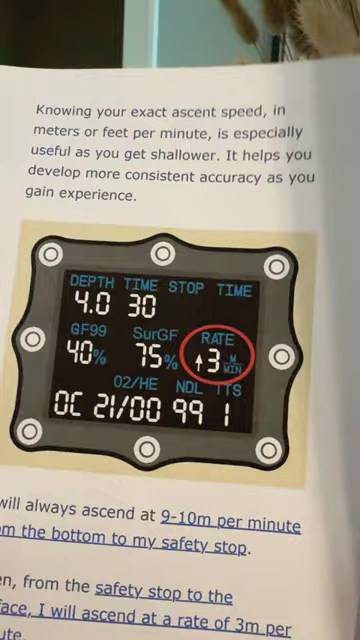 Knowing your exact ascent speed, in
meters or feet per minute, is especially
useful as you get shallower. It helps you
develop more consistent accuracy as you
gain experience.
DEPTH TIME STOP TIME
4.0 30
GF99 SurGF RATE
40% 75% ↑3 M/MIN
O2/HE NDL TTS
OC 21/00 99 1
will always ascend at 9-10m per minute
the bottom to my safety stop.
from the safety stop to the
I will ascend at a rate of 3m per